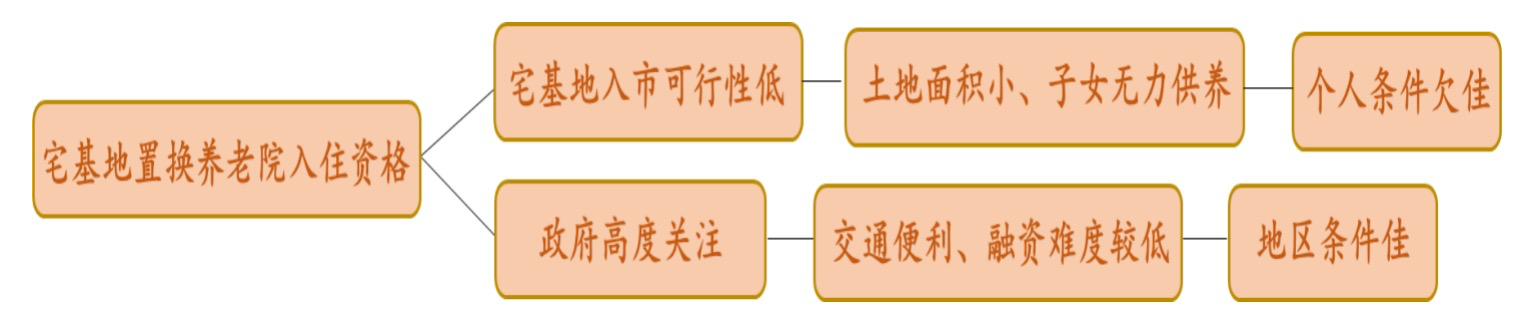 宅基地置换养老院入住资格
宅基地入市可行性低
土地面积小、子女无力供养
个人条件欠佳
政府高度关注
交通便利、融资难度较低
地区条件佳